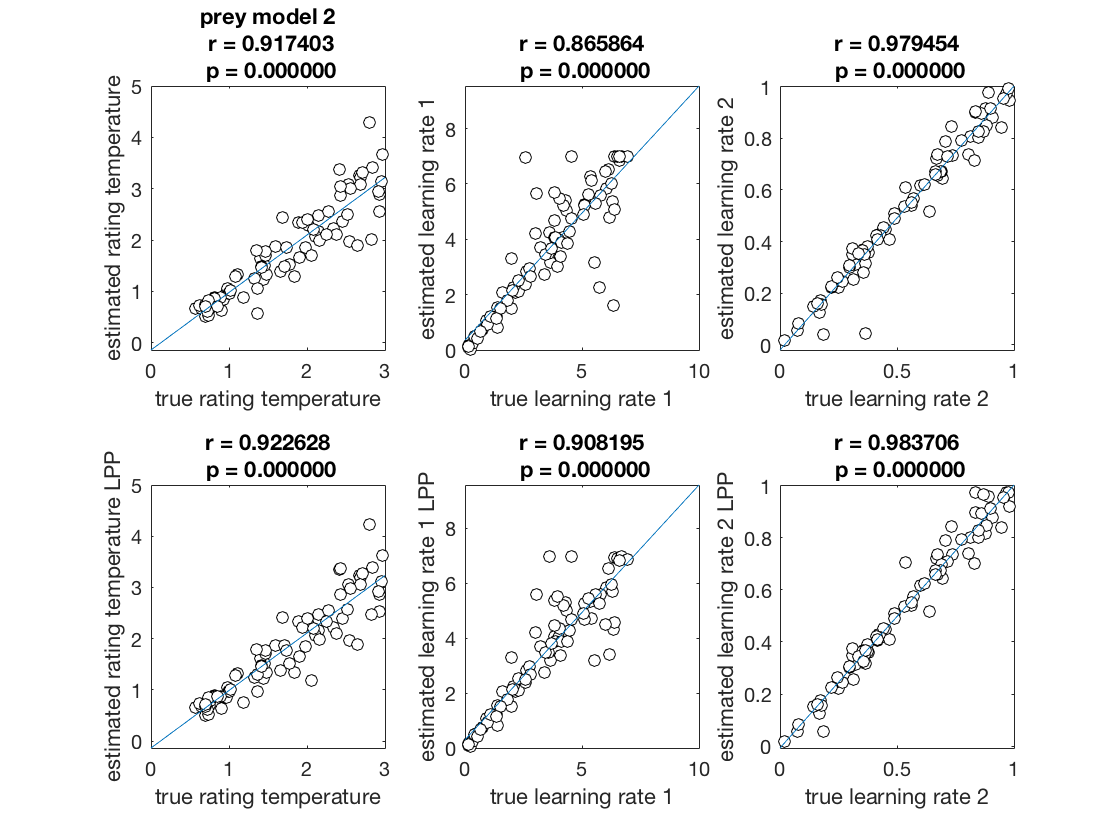 prey model 2
r = 0.917403
p = 0.000000
estimated rating temperature
5
4
3
2
1
0
0 1 2 3
true rating temperature
r = 0.865864
p = 0.000000
estimated learning rate 1
8
6
4
2
0
0 5 10
true learning rate 1
r = 0.979454
p = 0.000000
estimated learning rate 2
1
0.8
0.6
0.4
0.2
0
0 0.5 1
true learning rate 2
r = 0.922628
p = 0.000000
estimated rating temperature LPP
5
4
3
2
1
0
0 1 2 3
true rating temperature
r = 0.908195
p = 0.000000
estimated learning rate 1 LPP
8
6
4
2
0
0 5 10
true learning rate 1
r = 0.983706
p = 0.000000
estimated learning rate 2 LPP
1
0.8
0.6
0.4
0.2
0
0 0.5 1
true learning rate 2